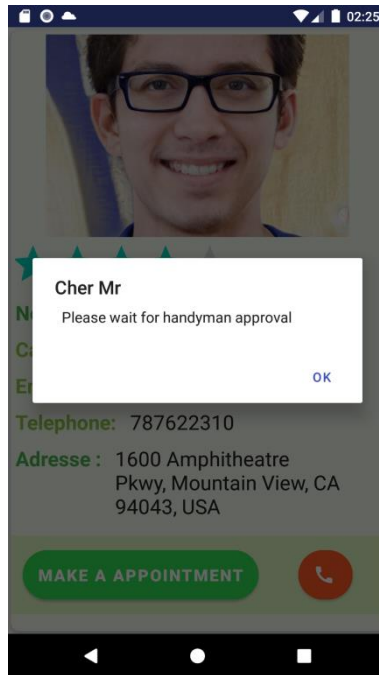 02:25
Cher Mr
Please wait for handyman approval
OK
Telephone: 787622310
Adresse : 1600 Amphitheatre
Pkwy, Mountain View, CA
94043, USA
MAKE A APPOINTMENT